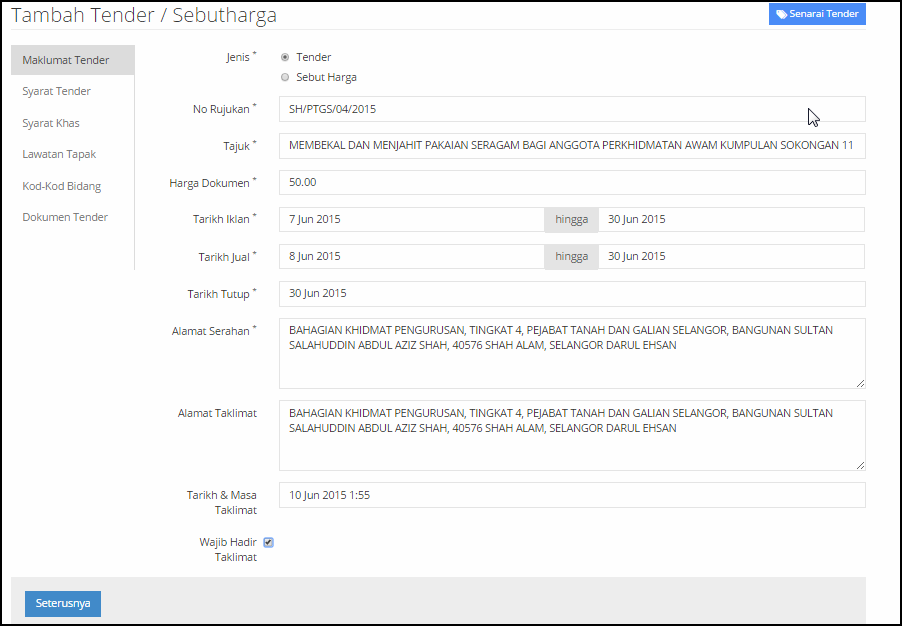 Tambah Tender / Sebutharga
Senarai Tender
Maklumat Tender
Syarat Tender
Syarat Khas
Lawatan Tapak
Kod-Kod Bidang
Dokumen Tender
Jenis *
Tender
Sebut Harga
No Rujukan *
SH/PTGS/04/2015
Tajuk *
MEMBEKAL DAN MENJAHIT PAKAIAN SERAGAM BAGI ANGGOTA PERKHIDMATAN AWAM KUMPULAN SOKONGAN 11
Harga Dokumen *
50.00
Tarikh Iklan *
7 Jun 2015 hingga 30 Jun 2015
Tarikh Jual *
8 Jun 2015 hingga 30 Jun 2015
Tarikh Tutup *
30 Jun 2015
Alamat Serahan *
BAHAGIAN KHIDMAT PENGURUSAN, TINGKAT 4, PEJABAT TANAH DAN GALIAN SELANGOR, BANGUNAN SULTAN
SALAHUDDIN ABDUL AZIZ SHAH, 40576 SHAH ALAM, SELANGOR DARUL EHSAN
Alamat Taklimat
BAHAGIAN KHIDMAT PENGURUSAN, TINGKAT 4, PEJABAT TANAH DAN GALIAN SELANGOR, BANGUNAN SULTAN
SALAHUDDIN ABDUL AZIZ SHAH, 40576 SHAH ALAM, SELANGOR DARUL EHSAN
Tarikh & Masa
Taklimat
10 Jun 2015 1:55
Wajib Hadir
Taklimat
Seterusnya